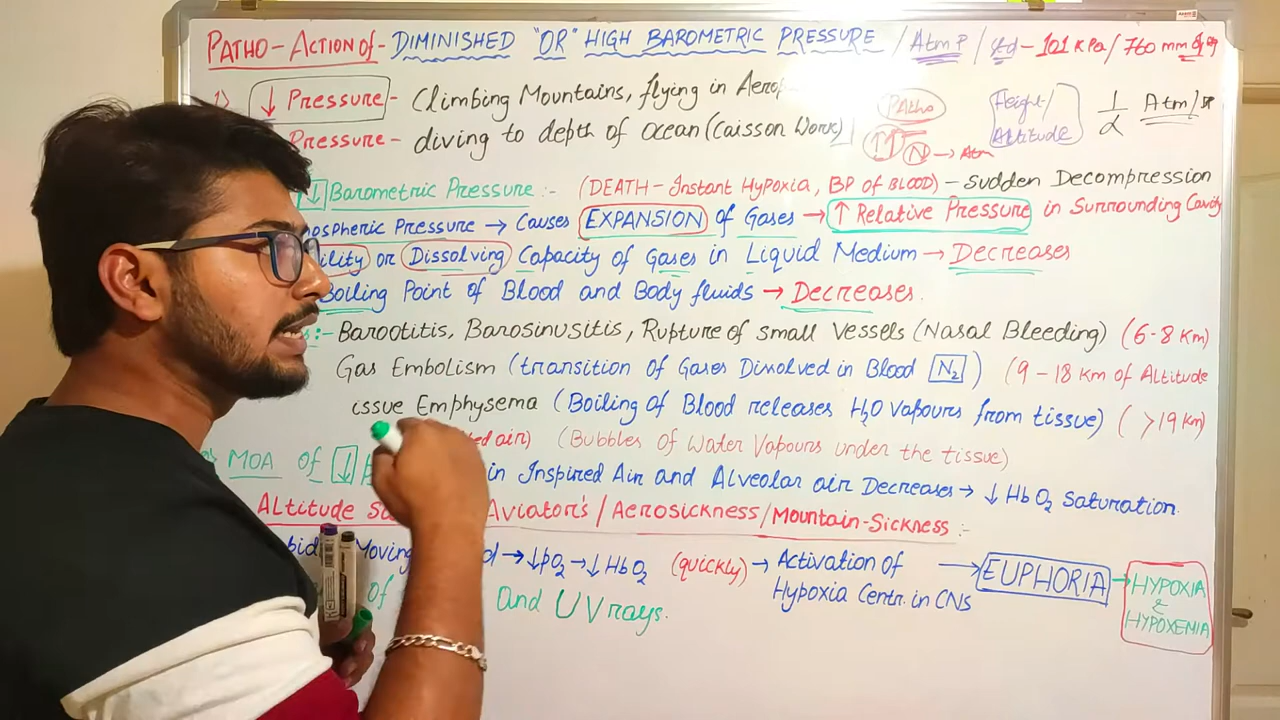 PATHO-ACTION of- DIMINISHED "OR" HIGH BAROMETRIC PRESSURE / Atm P / std - 101 KPa / 760 mm of Hg
1> ↓ Pressure - Climbing Mountains, flying in
Pressure - diving to depth of ocean (Caisson Work)
Patho
↑↑ N → Atm
Height/ Altitude 1/α Atm/
↓ Barometric Pressure :- (DEATH - Instant Hypoxia, BP of BLOOD) - Sudden Decompression
Pressure → Causes EXPANSION of Gases → ↑ Relative Pressure in Surrounding Cavity
or Dissolving Capacity of Gases in Liquid Medium → Decreases
Boiling Point of Blood and Body fluids → Decreases.
:- Barootitis, Barosinusitis, Rupture of small Vessels (Nasal Bleeding) (6-8 Km)
Gas Embolism (transition of Gases Dissolved in Blood N2) (9-18 Km of Altitude
issue Emphysema (Boiling of Blood releases H2O Vapours from tissue) (>19 Km)
air) (Bubbles of Water Vapours under the tissue)
MOA of ↓ in Inspired Air and Alveolar air Decreases → ↓ HbO2 Saturation.
Altitude Aviator's / Aerosickness / Mountain-Sickness :-
Moving → ↓pO2 → ↓HbO2 (quickly) → Activation of Hypoxia Centr. in CNS → EUPHORIA → HYPOXIA & HYPOXEMIA
of and UV rays.